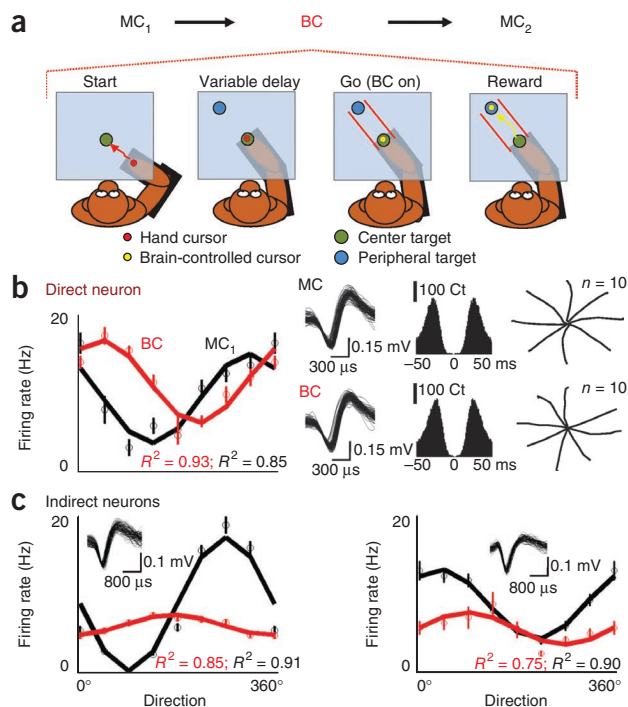 a
MC1 BC MC2
Start Variable delay Go (BC on) Reward
Hand cursor Center target
Brain-controlled cursor Peripheral target
b Direct neuron
20
Firing rate (Hz)
0
BC MC1
R² = 0.93; R² = 0.85
MC
0.15 mV
300 µs
100 Ct
–50 0 50 ms
n = 10
BC
0.15 mV
300 µs
100 Ct
–50 0 50 ms
n = 10
c Indirect neurons
20
Firing rate (Hz)
0
0.1 mV
800 µs
R² = 0.85; R² = 0.91
0° 360°
Direction
20
Firing rate (Hz)
0
0.1 mV
800 µs
R² = 0.75; R² = 0.90
0° 360°
Direction